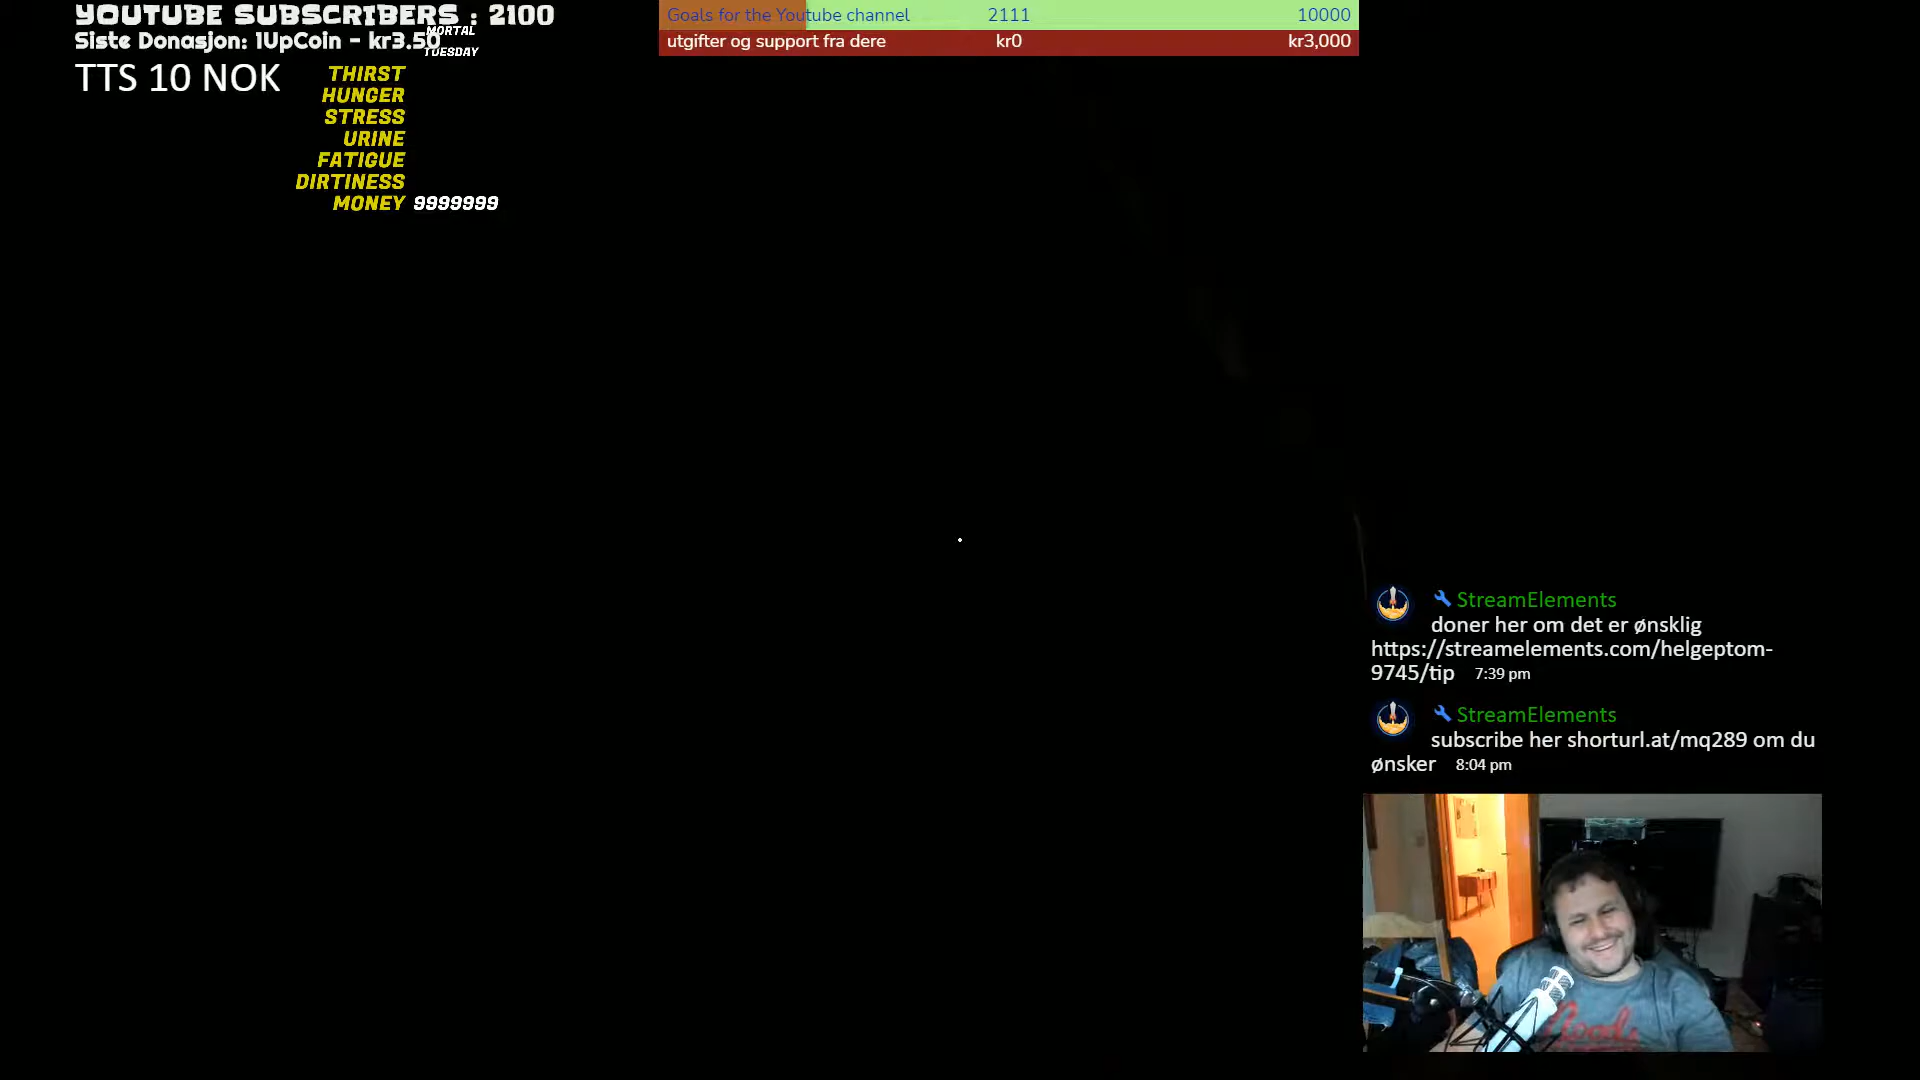 YOUTUBE SUBSCRIBERS : 2100
Siste Donasjon: 1UpCoin - kr3.50
MORTAL
TUESDAY
TTS 10 NOK
THIRST
HUNGER
STRESS
URINE
FATIGUE
DIRTINESS
MONEY 9999999
Goals for the Youtube channel 2111 10000
utgifter og support fra dere kr0 kr3,000
StreamElements
doner her om det er ønsklig
https://streamelements.com/helgeptom-
9745/tip 7:39 pm
StreamElements
subscribe her shorturl.at/mq289 om du
ønsker 8:04 pm